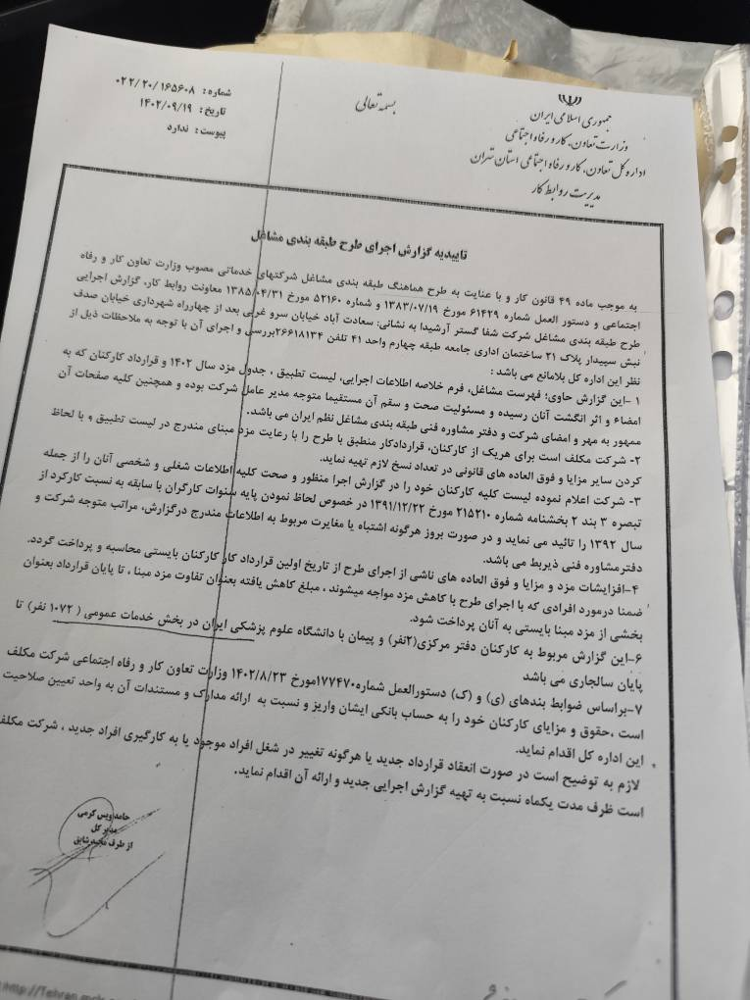 بسمه تعالی
جمهوری اسلامی ایران
وزارت تعاون، کار و رفاه اجتماعی
اداره کل تعاون، کار و رفاه اجتماعی استان تهران
مدیریت روابط کار
شماره: ۰۲۲/۲۰/۱۶۵۶۰۸
تاریخ: ۱۴۰۲/۰۹/۱۹
پیوست: ندارد
تاییدیه گزارش اجرای طرح طبقه بندی مشاغل
به موجب ماده ۴۹ قانون کار و با عنایت به طرح هماهنگ طبقه بندی مشاغل شرکتهای خدماتی مصوب وزارت تعاون کار و رفاه
اجتماعی و دستور العمل شماره ۶۱۴۲۹ مورخ ۱۳۸۳/۰۷/۱۹ و شماره ۵۲۱۶۰ مورخ ۱۳۸۵/۰۴/۳۱ معاونت روابط کار، گزارش اجرایی
طرح طبقه بندی مشاغل شرکت شفا گستر آرشیدا به نشانی: سعادت آباد خیابان سرو غربی بعد از چهارراه شهرداری خیابان صدف
نبش سپیدار پلاک ۲۱ ساختمان اداری جامعه طبقه چهارم واحد ۴۱ تلفن ۲۶۶۱۸۱۳۴بررسی و اجرای آن با توجه به ملاحظات ذیل از
نظر این اداره کل بلامانع می باشد :
۱ -این گزارش حاوی؛ فهرست مشاغل، فرم خلاصه اطلاعات اجرایی، لیست تطبیق ، جدول مزد سال ۱۴۰۲ و قرارداد کارکنان که به
امضاء و اثر انگشت آنان رسیده و مسئولیت صحت و سقم آن مستقیما متوجه مدیر عامل شرکت بوده و همچنین کلیه صفحات آن
ممهور به مهر و امضای شرکت و دفتر مشاوره فنی طبقه بندی مشاغل نظم ایران می باشد.
۲- شرکت مکلف است برای هریک از کارکنان، قراردادکار منطبق با طرح را با رعایت مزد مبنای مندرج در لیست تطبیق و با لحاظ
کردن سایر مزایا و فوق العاده های قانونی در تعداد نسخ لازم تهیه نماید.
۳- شرکت اعلام نموده لیست کلیه کارکنان خود را در گزارش اجرا منظور و صحت کلیه اطلاعات شغلی و شخصی آنان را از جمله
تبصره ۳ بند ۲ بخشنامه شماره ۲۱۵۲۱۰ مورخ ۱۳۹۱/۱۲/۲۲ در خصوص لحاظ نمودن پایه سنوات کارگران با سابقه به نسبت کارکرد از
سال ۱۳۹۲ را تائید می نماید و در صورت بروز هرگونه اشتباه یا مغایرت مربوط به اطلاعات مندرج درگزارش، مراتب متوجه شرکت و
دفترمشاوره فنی ذیربط می باشد.
۴-افزایشات مزد و مزایا و فوق العاده های ناشی از اجرای طرح از تاریخ اولین قرارداد کار کارکنان بایستی محاسبه و پرداخت گردد.
ضمنا درمورد افرادی که با اجرای طرح با کاهش مزد مواجه میشوند ، مبلغ کاهش یافته بعنوان تفاوت مزد مبنا ، تا پایان قرارداد بعنوان
بخشی از مزد مبنا بایستی به آنان پرداخت شود.
۶-این گزارش مربوط به کارکنان دفتر مرکزی(۲نفر) و پیمان با دانشگاه علوم پزشکی ایران در بخش خدمات عمومی ( ۱۰۷۲ نفر) تا
پایان سالجاری می باشد
۷-براساس ضوابط بندهای (ی) و (ک) دستورالعمل شماره۱۷۷۴۷۰مورخ ۱۴۰۲/۸/۲۳ وزارت تعاون کار و رفاه اجتماعی شرکت مکلف
است ،حقوق و مزایای کارکنان خود را به حساب بانکی ایشان واریز و نسبت به ارائه مدارک و مستندات آن به واحد تعیین صلاحیت
این اداره کل اقدام نماید.
لازم به توضیح است در صورت انعقاد قرارداد جدید یا هرگونه تغییر در شغل افراد موجود یا به کارگیری افراد جدید ، شرکت مکلف
است ظرف مدت یکماه نسبت به تهیه گزارش اجرایی جدید و ارائه آن اقدام نماید.
حامد ویس کرمی
مدیر کل
از طرف مجید شایق
http://Tehran.